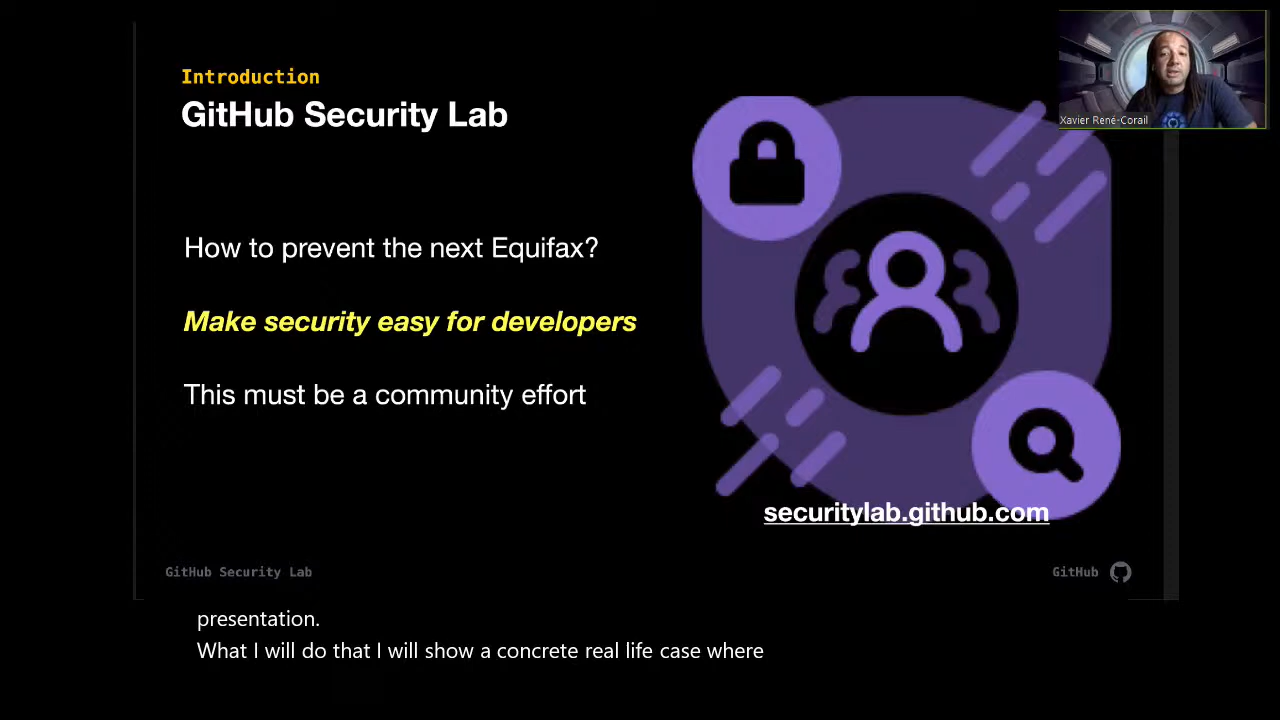 Introduction
GitHub Security Lab
Xavier René-Corail
How to prevent the next Equifax?
Make security easy for developers
This must be a community effort
securitylab.github.com
GitHub Security Lab
GitHub
presentation.
What I will do that I will show a concrete real life case where